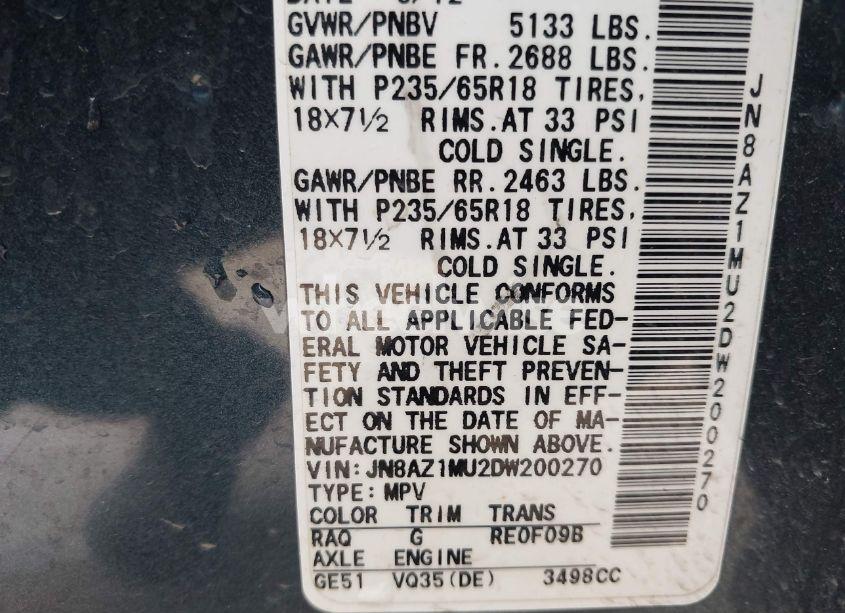 GVWR/PNBV 5133 LBS.
GAWR/PNBE FR. 2688 LBS.
WITH P235/65R18 TIRES,
18X7½ RIMS. AT 33 PSI
COLD SINGLE.
GAWR/PNBE RR. 2463 LBS.
WITH P235/65R18 TIRES,
18X7½ RIMS. AT 33 PSI
COLD SINGLE.
THIS VEHICLE CONFORMS
TO ALL APPLICABLE FED-
ERAL MOTOR VEHICLE SA-
FETY AND THEFT PREVEN-
TION STANDARDS IN EFF-
ECT ON THE DATE OF MA-
NUFACTURE SHOWN ABOVE.
VIN: JN8AZ1MU2DW200270
TYPE: MPV
COLOR TRIM TRANS
RAQ G RE0F09B
AXLE ENGINE
GE51 VQ35(DE) 3498CC
JN8AZ1MU2DW200270